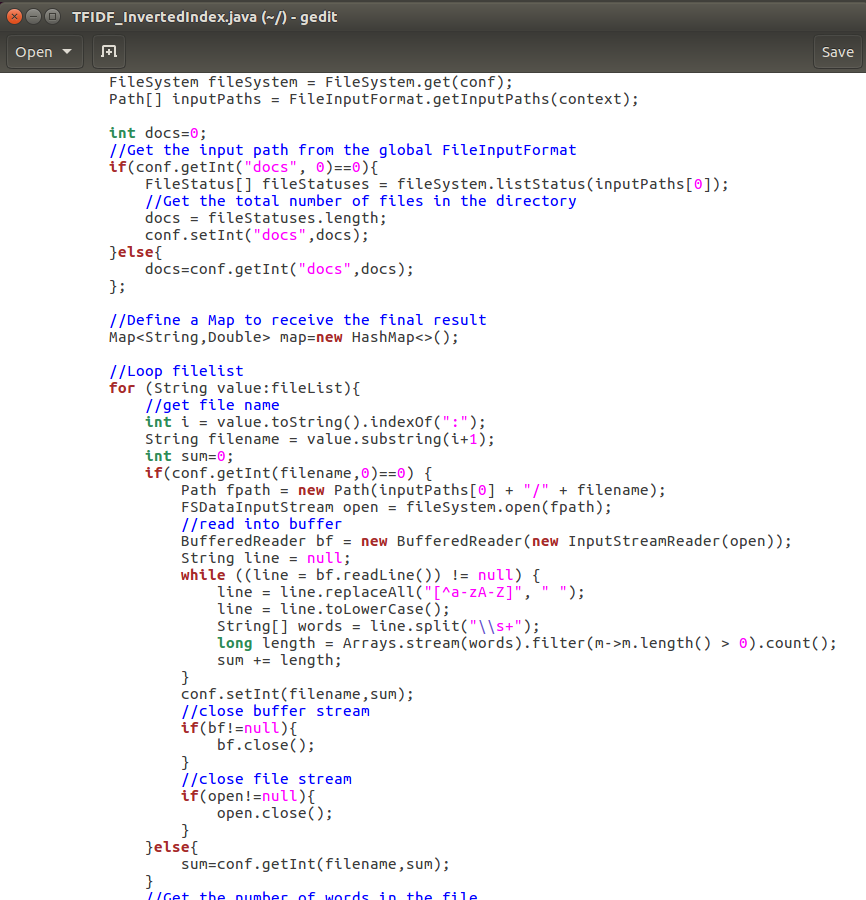 TFIDF_InvertedIndex.java (~/) - gedit
Open
Save
FileSystem fileSystem = FileSystem.get(conf);
Path[] inputPaths = FileInputFormat.getInputPaths(context);
int docs=0;
//Get the input path from the global FileInputFormat
if(conf.getInt("docs", 0)==0){
FileStatus[] fileStatuses = fileSystem.listStatus(inputPaths[0]);
//Get the total number of files in the directory
docs = fileStatuses.length;
conf.setInt("docs",docs);
}else{
docs=conf.getInt("docs",docs);
};
//Define a Map to receive the final result
Map<String,Double> map=new HashMap<>();
//Loop filelist
for (String value:fileList){
//get file name
int i = value.toString().indexOf(":");
String filename = value.substring(i+1);
int sum=0;
if(conf.getInt(filename,0)==0) {
Path fpath = new Path(inputPaths[0] + "/" + filename);
FSDataInputStream open = fileSystem.open(fpath);
//read into buffer
BufferedReader bf = new BufferedReader(new InputStreamReader(open));
String line = null;
while ((line = bf.readLine()) != null) {
line = line.replaceAll("[^a-zA-Z]", " ");
line = line.toLowerCase();
String[] words = line.split("\\s+");
long length = Arrays.stream(words).filter(m->m.length() > 0).count();
sum += length;
}
conf.setInt(filename,sum);
//close buffer stream
if(bf!=null){
bf.close();
}
//close file stream
if(open!=null){
open.close();
}
}else{
sum=conf.getInt(filename,sum);
}
//Get the number of words in the file